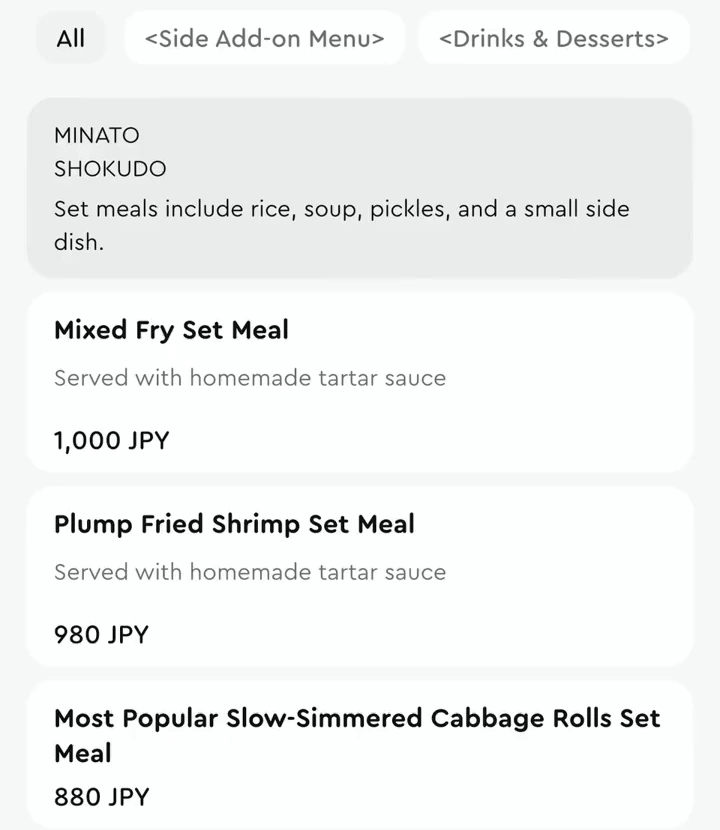 All
<Side Add-on Menu>
<Drinks & Desserts>
MINATO
SHOKUDO
Set meals include rice, soup, pickles, and a small side
dish.
Mixed Fry Set Meal
Served with homemade tartar sauce
1,000 JPY
Plump Fried Shrimp Set Meal
Served with homemade tartar sauce
980 JPY
Most Popular Slow-Simmered Cabbage Rolls Set
Meal
880 JPY